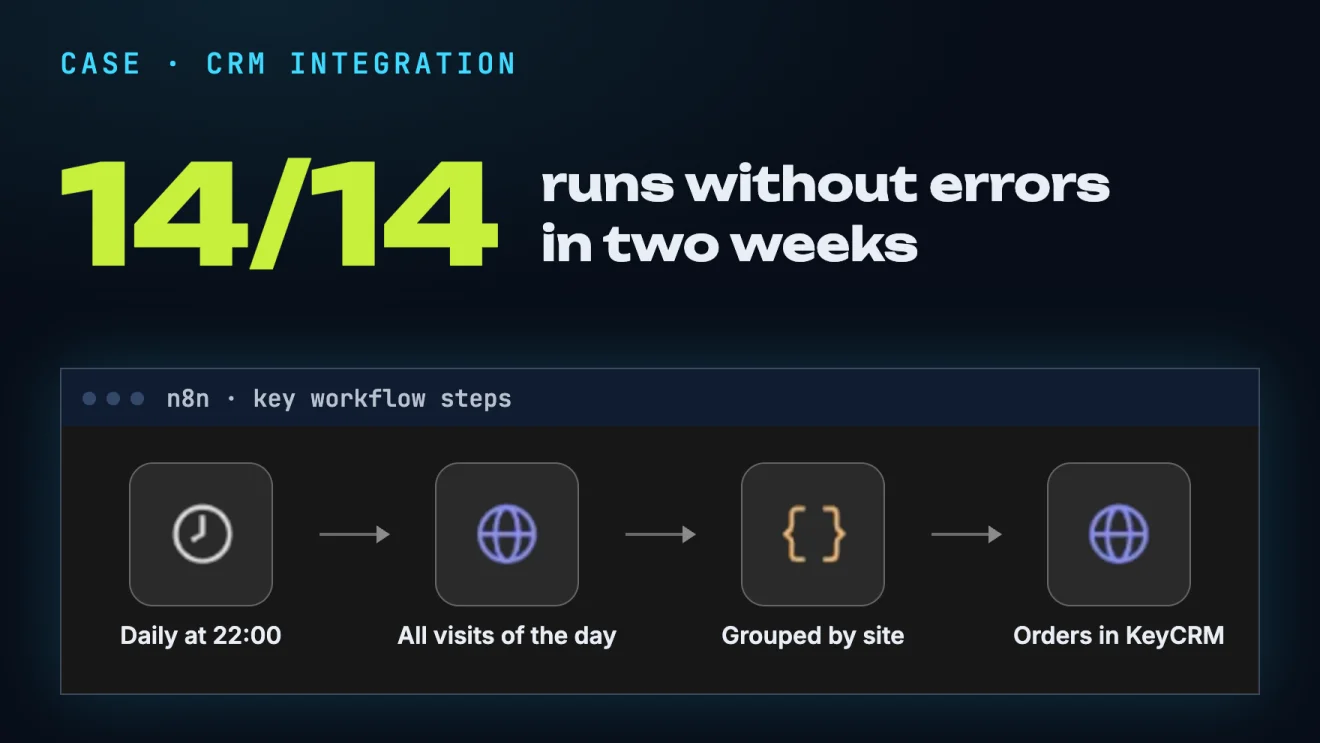 CASE · CRM INTEGRATION
14/14
runs without errors
in two weeks
n8n · key workflow steps
Daily at 22:00
All visits of the day
Grouped by site
Orders in KeyCRM